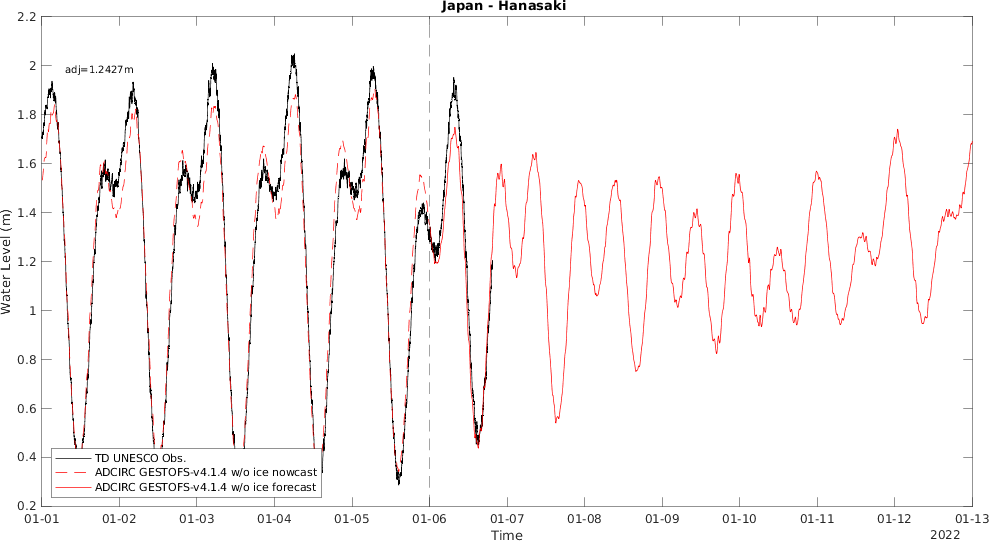 Japan - Hanasaki
2.2
2
1.8
1.6
1.4
1.2
1
0.8
0.6
0.4
0.2
Water Level (m)
adj=1.2427m
TD UNESCO Obs.
ADCIRC GESTOFS-v4.1.4 w/o ice nowcast
ADCIRC GESTOFS-v4.1.4 w/o ice forecast
01-01 01-02 01-03 01-04 01-05 01-06 01-07 01-08 01-09 01-10 01-11 01-12 01-13
Time
2022